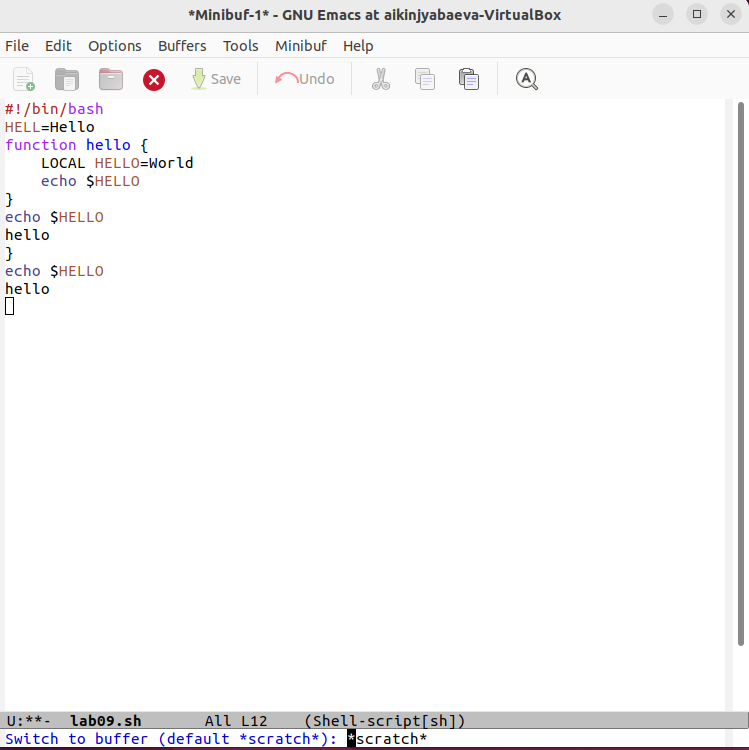 *Minibuf-1* - GNU Emacs at aikinjyabaeva-VirtualBox
File Edit Options Buffers Tools Minibuf Help
Save Undo
#!/bin/bash
HELL=Hello
function hello {
    LOCAL HELLO=World
    echo $HELLO
}
echo $HELLO
hello
}
echo $HELLO
hello
U:**-  lab09.sh       All L12    (Shell-script[sh])
Switch to buffer (default *scratch*): *scratch*